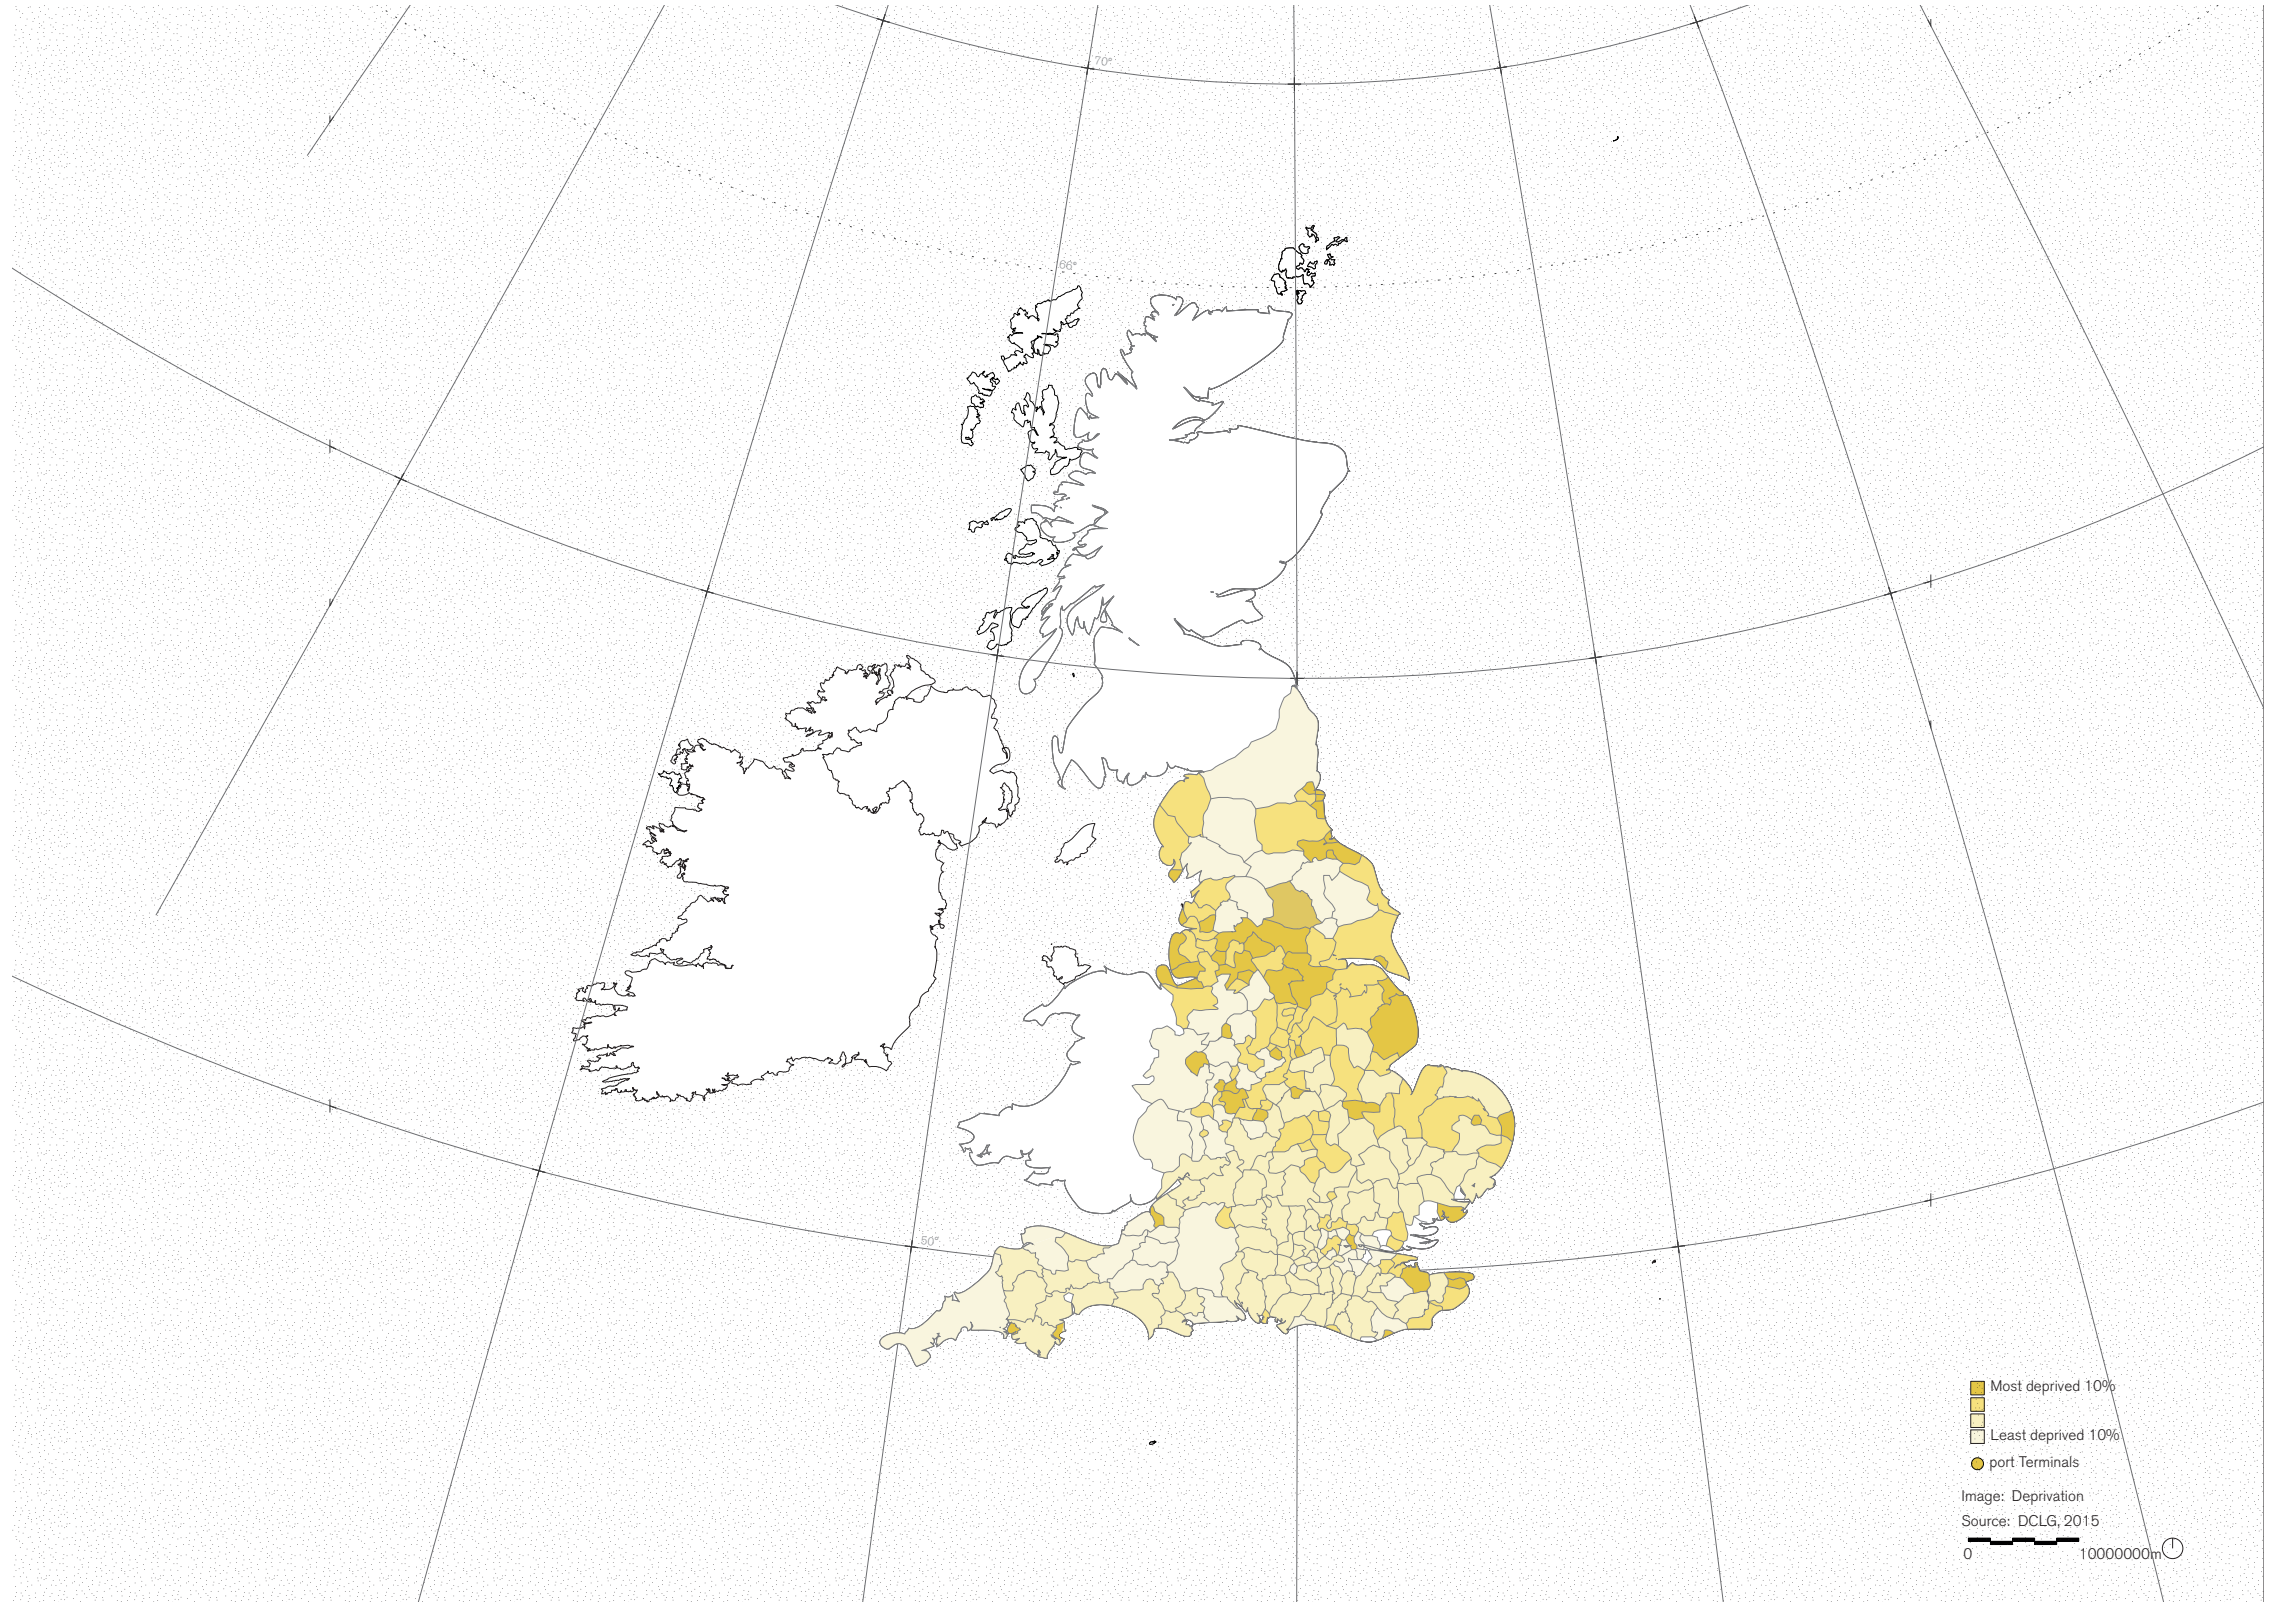 70°
66°
50°
Most deprived 10%
Least deprived 10%
port Terminals
Image: Deprivation
Source: DCLG, 2015
0 10000000m